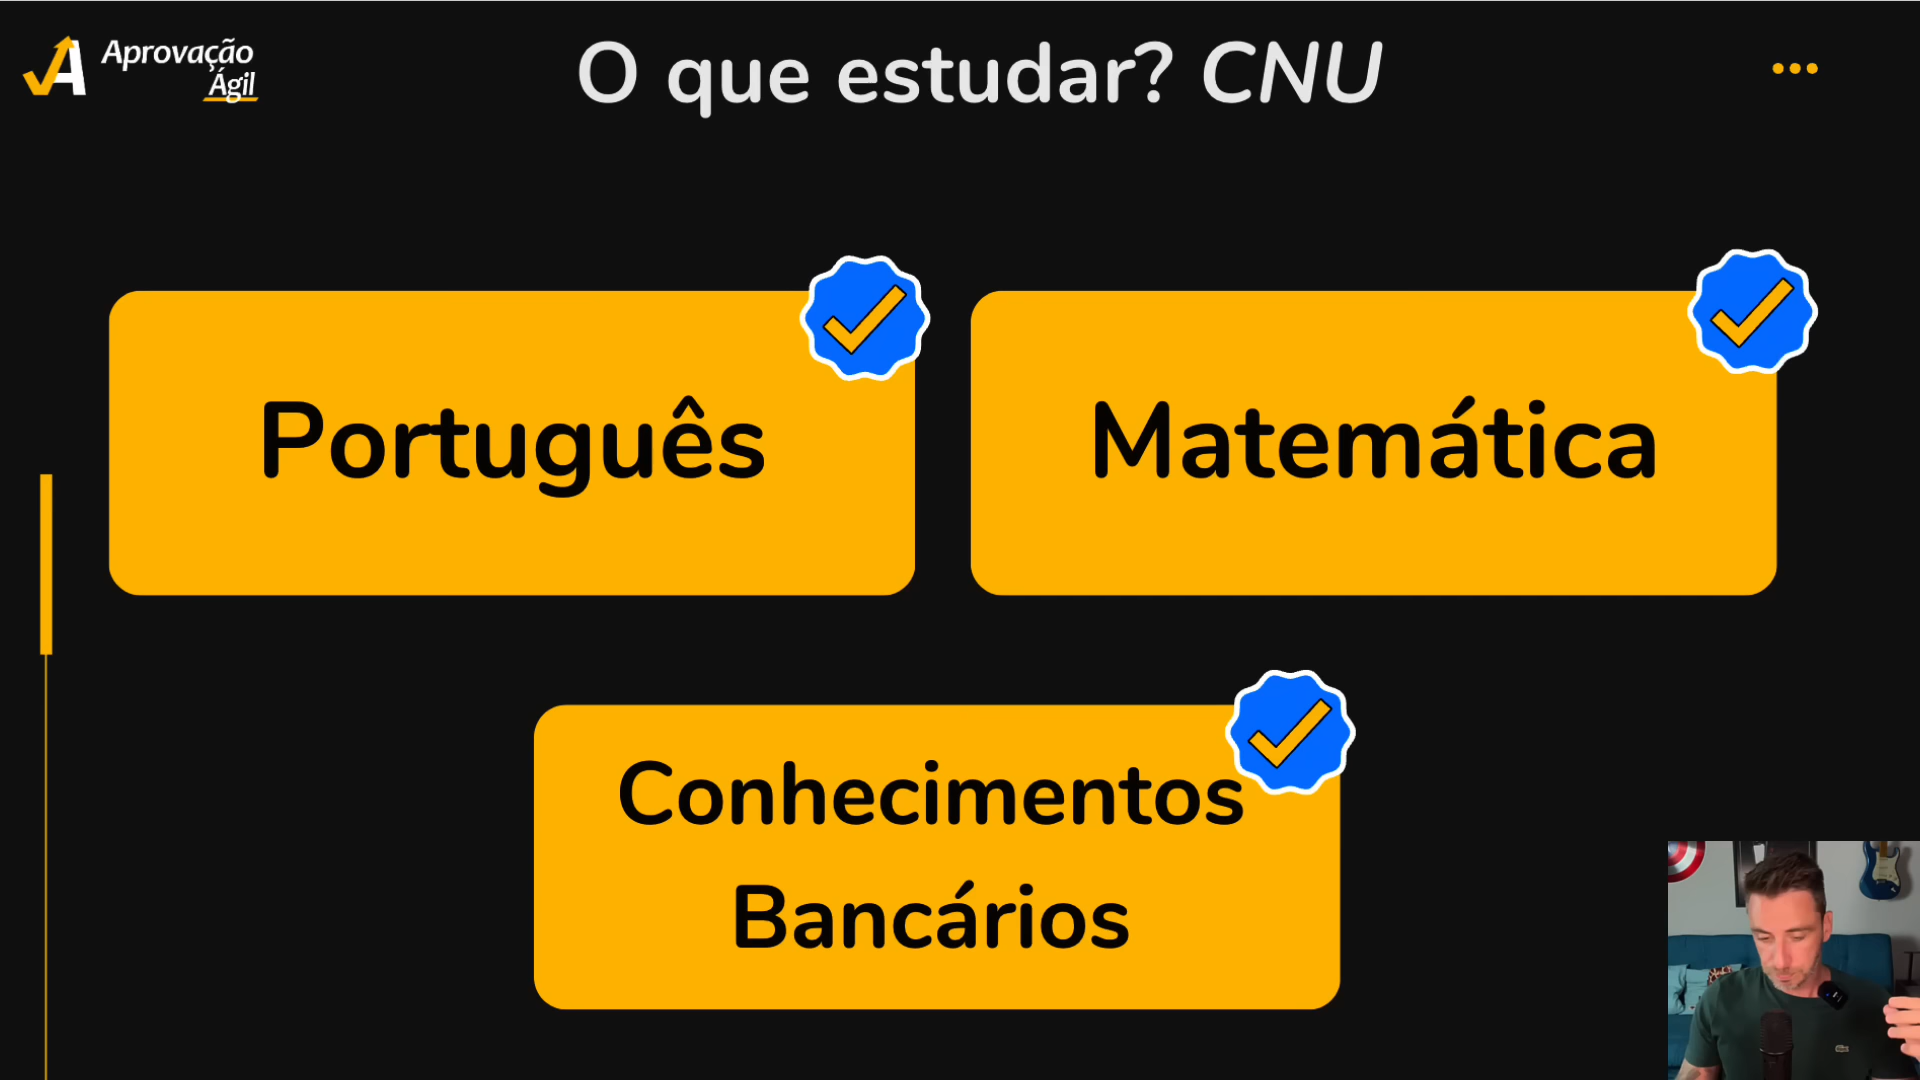 Aprovação
Ágil
O que estudar? CNU
Português
Matemática
Conhecimentos
Bancários